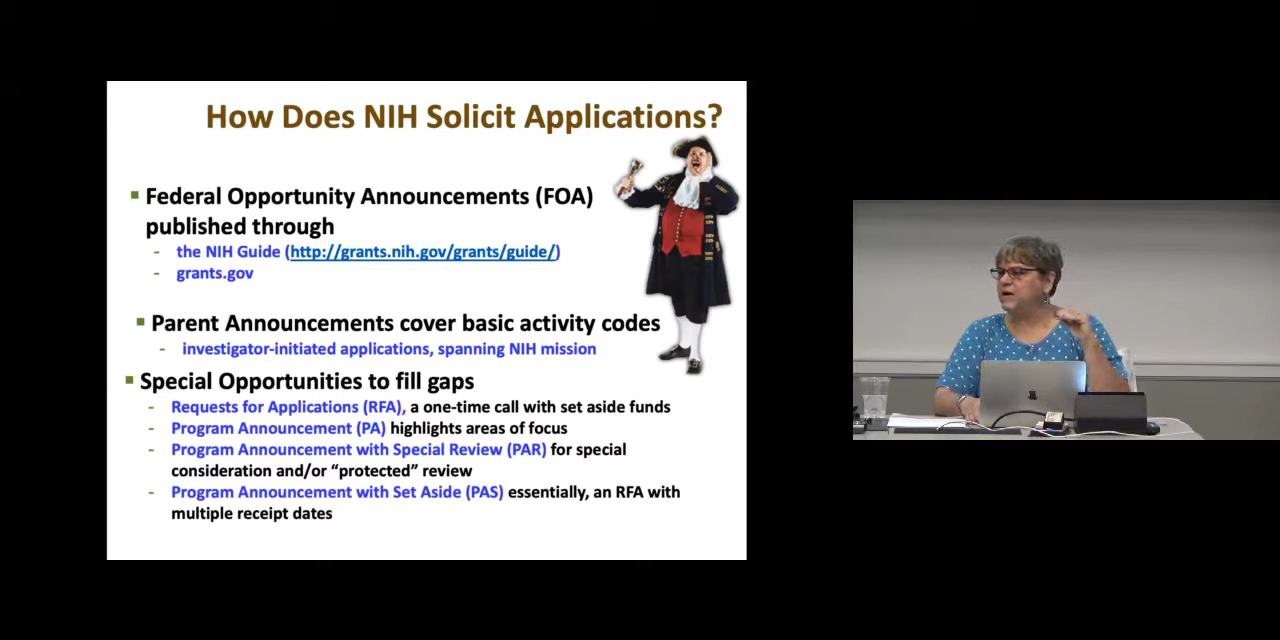 How Does NIH Solicit Applications?
▪ Federal Opportunity Announcements (FOA)
published through
- the NIH Guide (http://grants.nih.gov/grants/guide/)
- grants.gov
▪ Parent Announcements cover basic activity codes
- investigator-initiated applications, spanning NIH mission
▪ Special Opportunities to fill gaps
- Requests for Applications (RFA), a one-time call with set aside funds
- Program Announcement (PA) highlights areas of focus
- Program Announcement with Special Review (PAR) for special
consideration and/or “protected” review
- Program Announcement with Set Aside (PAS) essentially, an RFA with
multiple receipt dates